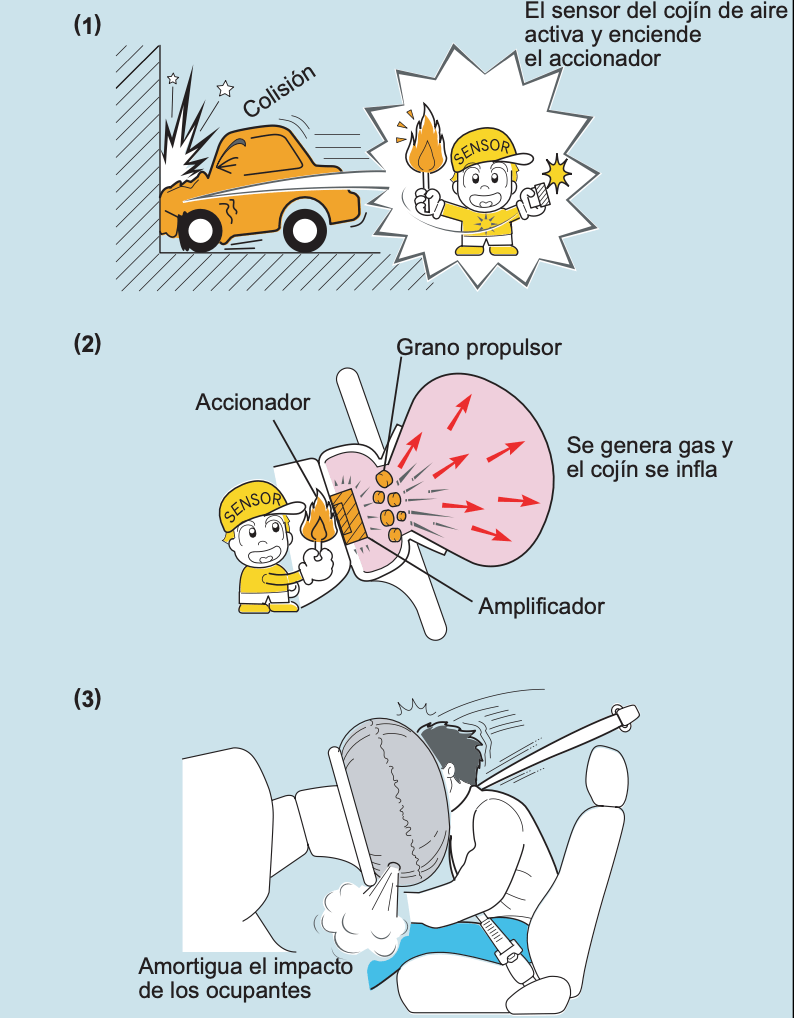 (1)
El sensor del cojín de aire
activa y enciende
el accionador
Colisión
SENSOR
(2)
Grano propulsor
Accionador
Se genera gas y
el cojín se infla
SENSOR
Amplificador
(3)
Amortigua el impacto
de los ocupantes